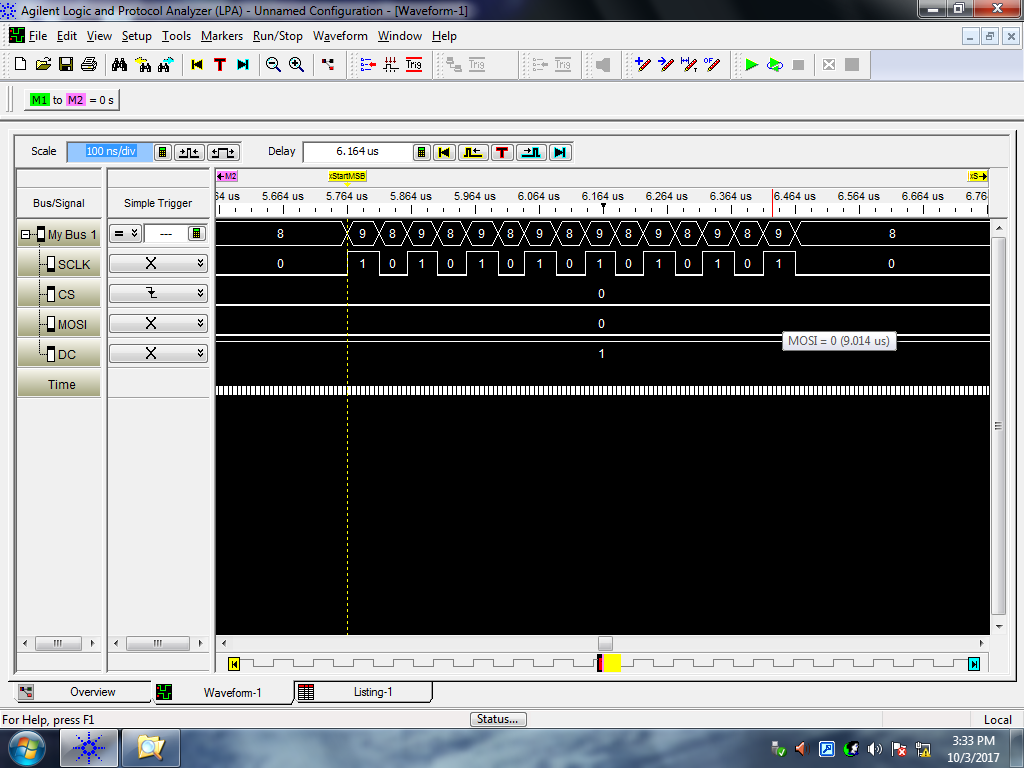 Agilent Logic and Protocol Analyzer (LPA) - Unnamed Configuration - [Waveform-1]
File Edit View Setup Tools Markers Run/Stop Waveform Window Help
T Trig Trig Trig
M1 to M2 = 0 s
Scale 100 ns/div Delay 6.164 us T
M2 xStartMSB xS
Bus/Signal Simple Trigger 64 us 5.664 us 5.764 us 5.864 us 5.964 us 6.064 us 6.164 us 6.264 us 6.364 us 6.464 us 6.564 us 6.664 us 6.76
My Bus 1 = --- 8 9 8 9 8 9 8 9 8 9 8 9 8 9 8 9 8
SCLK X 0 1 0 1 0 1 0 1 0 1 0 1 0 1 0 1 0
CS 0
MOSI X 0
MOSI = 0 (9.014 us)
DC X 1
Time
Overview Waveform-1 Listing-1
For Help, press F1 Status... Local
3:33 PM
10/3/2017